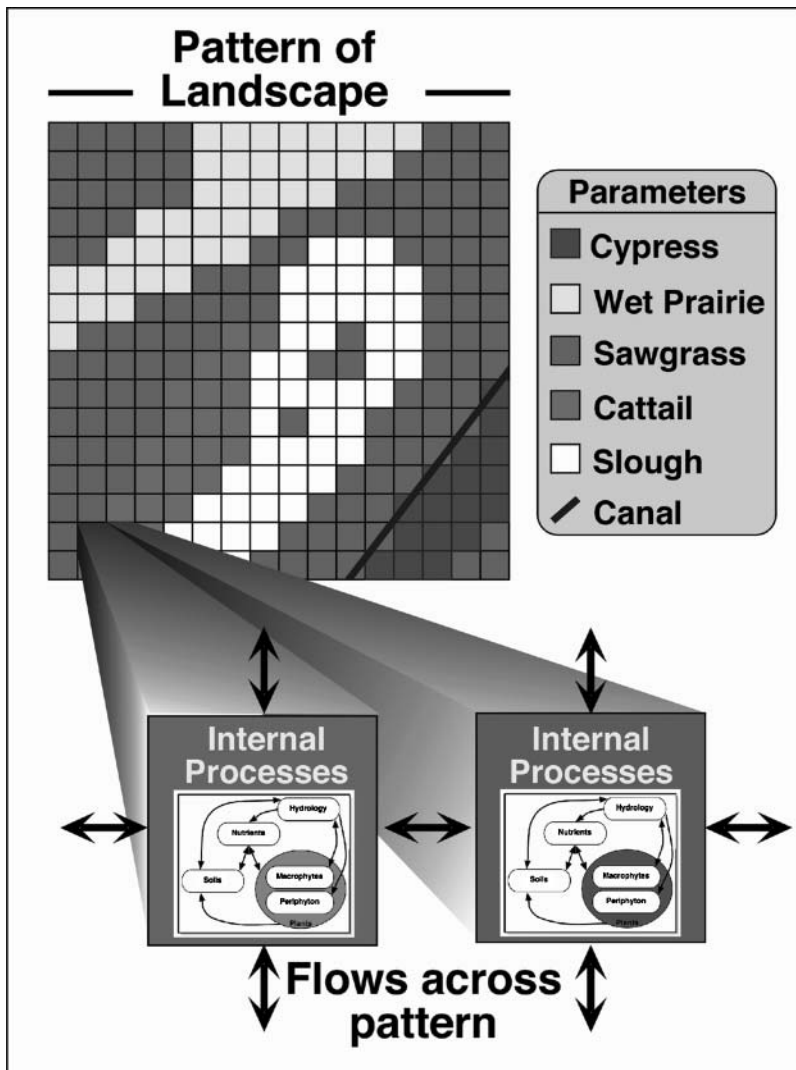 Pattern of
Landscape
Parameters
Cypress
Wet Prairie
Sawgrass
Cattail
Slough
Canal
Internal
Processes
Hydrology
Nutrients
Soils
Macrophytes
Periphyton
Plants
Internal
Processes
Hydrology
Nutrients
Soils
Macrophytes
Periphyton
Plants
Flows across
pattern